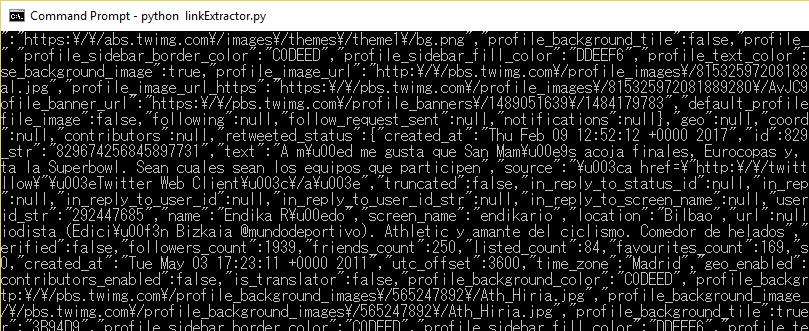 Command Prompt - python  linkExtractor.py
":"https:¥/¥/abs.twimg.com¥/images¥/themes¥/theme1¥/bg.png","profile_background_tile":false,"profile_
,"profile_sidebar_border_color":"C0DEED","profile_sidebar_fill_color":"DDEEF6","profile_text_color":
se_background_image":true,"profile_image_url":"http:¥/¥/pbs.twimg.com¥/profile_images¥/81532597208188
al.jpg","profile_image_url_https":"https:¥/¥/pbs.twimg.com¥/profile_images¥/815325972081889280¥/AvJC9
ofile_banner_url":"https:¥/¥/pbs.twimg.com¥/profile_banners¥/1489051639¥/1484179783","default_profile
file_image":false,"following":null,"follow_request_sent":null,"notifications":null},"geo":null,"coord
":null,"contributors":null,"retweeted_status":{"created_at":"Thu Feb 09 12:52:12 +0000 2017","id":829
_str":"829674256845897731","text":"A m¥u00ed me gusta que San Mam¥u00e9s acoja finales, Eurocopas y,
ta la Superbowl. Sean cuales sean los equipos que participen","source":"¥u003ca href=¥"http:¥/¥/twitt
llow¥"¥u003eTwitter Web Client¥u003c¥/a¥u003e","truncated":false,"in_reply_to_status_id":null,"in_rep
":null,"in_reply_to_user_id":null,"in_reply_to_user_id_str":null,"in_reply_to_screen_name":null,"user
id_str":"292447685","name":"Endika R¥u00edo","screen_name":"endikario","location":"Bilbao","url":null
iodista (Edici¥u00f3n Bizkaia @mundodeportivo). Athletic y amante del ciclismo. Comedor de helados","
erified":false,"followers_count":1939,"friends_count":250,"listed_count":84,"favourites_count":169,"s
0,"created_at":"Tue May 03 17:23:11 +0000 2011","utc_offset":3600,"time_zone":"Madrid","geo_enabled":
contributors_enabled":false,"is_translator":false,"profile_background_color":"C0DEED","profile_backgr
tp:¥/¥/pbs.twimg.com¥/profile_background_images¥/565247892¥/Ath_Hiria.jpg","profile_background_image_
¥/¥/pbs.twimg.com¥/profile_background_images¥/565247892¥/Ath_Hiria.jpg","profile_background_tile":tru
":"3B94D9","profile_sidebar_border_color":"C0DEED","profile_sidebar_fill_color":"DDEEF6","profile_tex